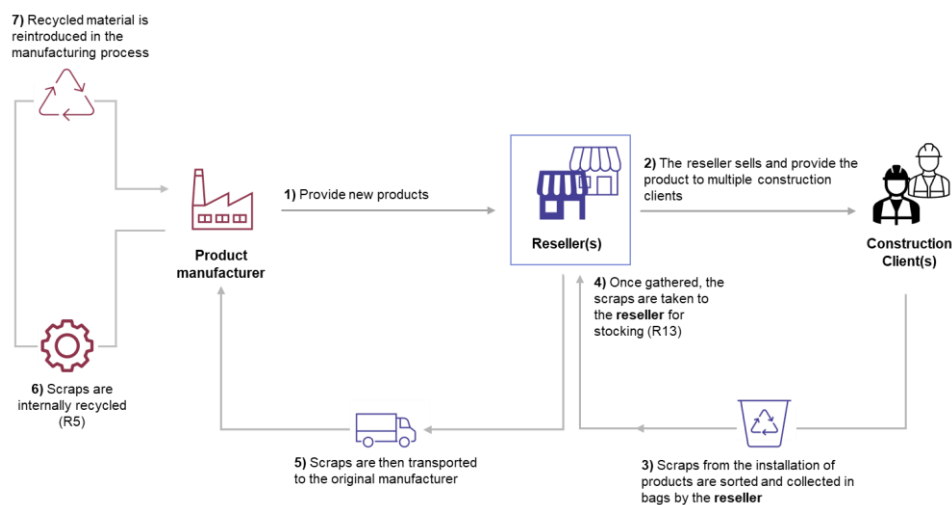 7) Recycled material is
reintroduced in the
manufacturing process
1) Provide new products
2) The reseller sells and provide the
product to multiple construction
clients
Product
manufacturer
Reseller(s)
Construction
Client(s)
4) Once gathered, the
scraps are taken to
the reseller for
stocking (R13)
6) Scraps are
internally recycled
(R5)
5) Scraps are then transported
to the original manufacturer
3) Scraps from the installation of
products are sorted and collected in
bags by the reseller